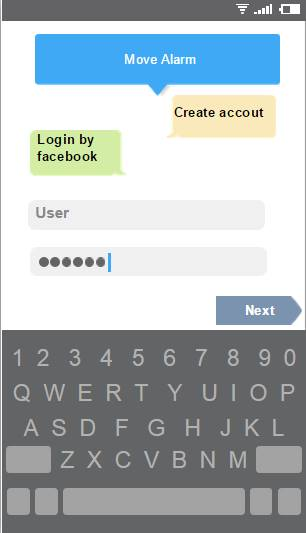 Move Alarm
Create accout
Login by
facebook
User
●●●●●●
Next
1 2 3 4 5 6 7 8 9 0
Q W E R T Y U I O P
A S D F G H J K L
Z X C V B N M